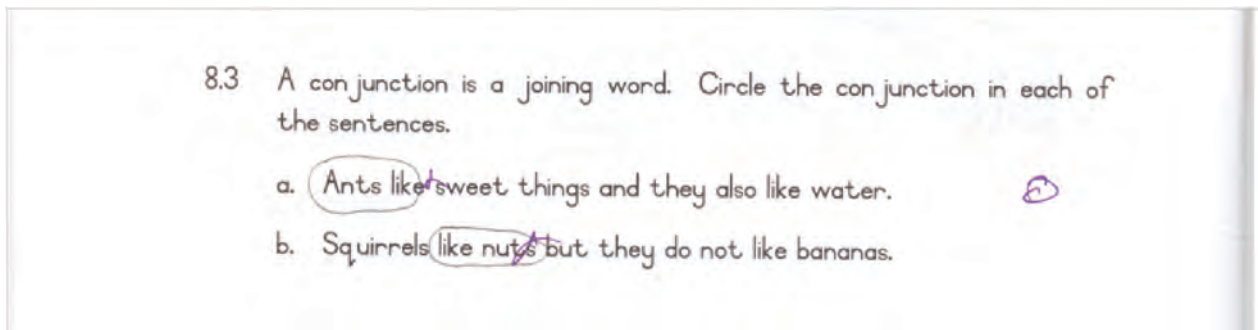 8.3 A conjunction is a joining word. Circle the conjunction in each of
the sentences.
a. Ants like sweet things and they also like water.
b. Squirrels like nuts but they do not like bananas.